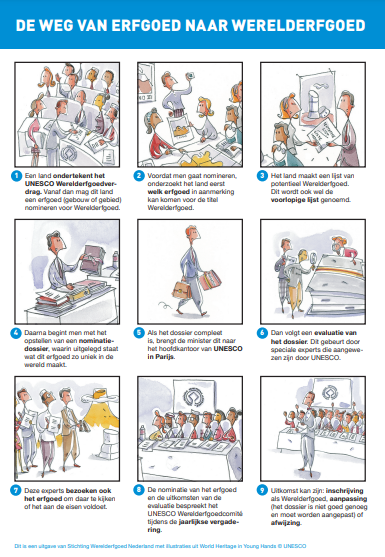 DE WEG VAN ERFGOED NAAR WERELDERFGOED
1 Een land ondertekent het
UNESCO Werelderfgoedver-
drag. Vanaf dan mag dit land
een erfgoed (gebouw of gebied)
nomineren voor Werelderfgoed.
2 Voordat men gaat nomineren,
onderzoekt het land eerst
welk erfgoed in aanmerking
kan komen voor de titel
Werelderfgoed.
3 Het land maakt een lijst van
potentieel Werelderfgoed.
Dit wordt ook wel de
voorlopige lijst genoemd.
4 Daarna begint men met het
opstellen van een nominatie-
dossier, waarin uitgelegd staat
wat dit erfgoed zo uniek in de
wereld maakt.
5 Als het dossier compleet
is, brengt de minister dit naar
het hoofdkantoor van UNESCO
in Parijs.
6 Dan volgt een evaluatie van
het dossier. Dit gebeurt door
speciale experts die aangewe-
zen zijn door UNESCO.
7 Deze experts bezoeken ook
het erfgoed om daar te kijken
of het aan de eisen voldoet.
8 De nominatie van het erfgoed
en de uitkomsten van de
evaluatie bespreekt het
UNESCO Werelderfgoedcomité
tijdens de jaarlijkse vergade-
ring.
9 Uitkomst kan zijn: inschrijving
als Werelderfgoed, aanpassing
(het dossier is niet goed genoeg
en moet worden aangepast) of
afwijzing.
Dit is een uitgave van Stichting Werelderfgoed Nederland met illustraties uit World Heritage in Young Hands © UNESCO